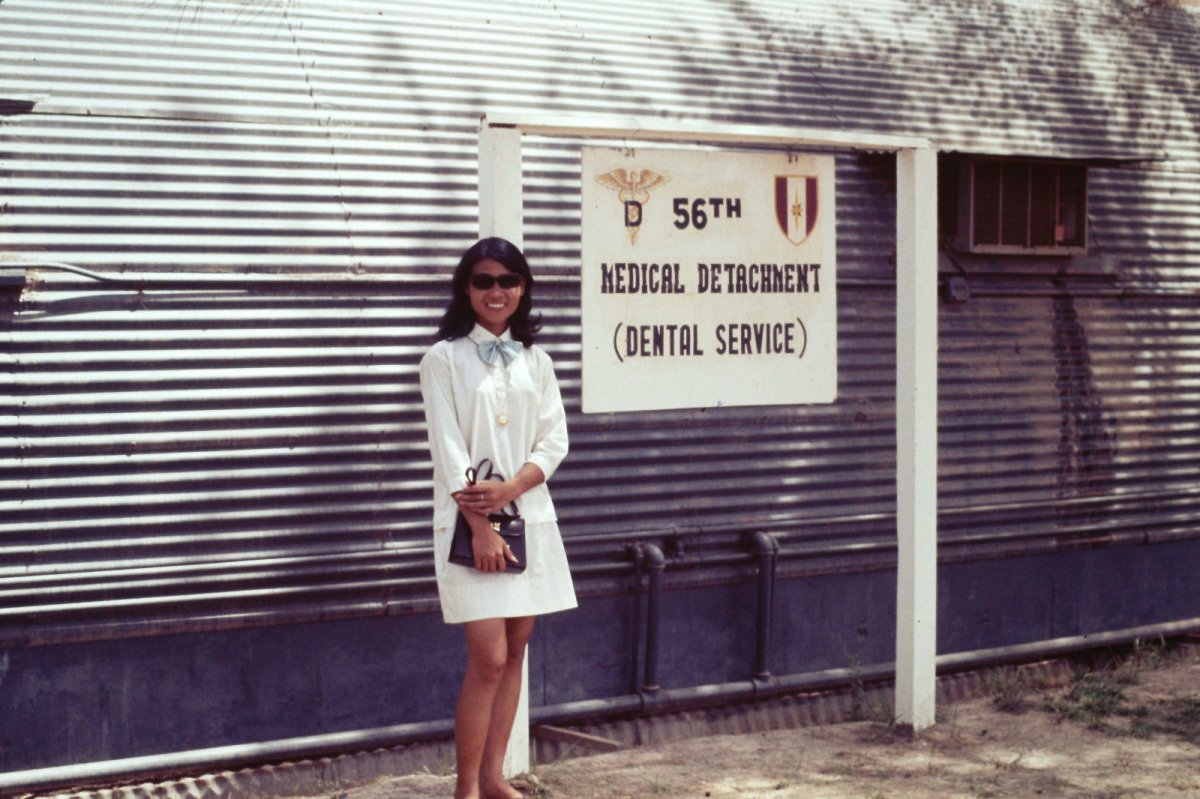 D 56TH
MEDICAL DETACHMENT
(DENTAL SERVICE)